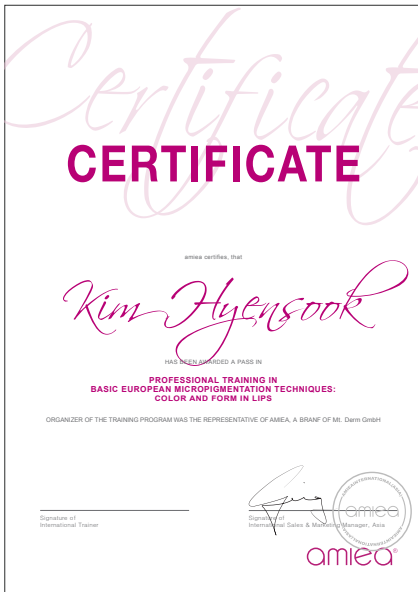 Certificate
CERTIFICATE
amiea certifies, that
Kim Hyensook
HAS BEEN AWARDED A PASS IN
PROFESSIONAL TRAINING IN
BASIC EUROPEAN MICROPIGMENTATION TECHNIQUES:
COLOR AND FORM IN LIPS
ORGANIZER OF THE TRAINING PROGRAM WAS THE REPRESENTATIVE OF AMIEA, A BRANF OF Mt. Derm GmbH
Signature of
International Trainer
Signature of
International Sales & Marketing Manager, Asia
amiea
amiea®